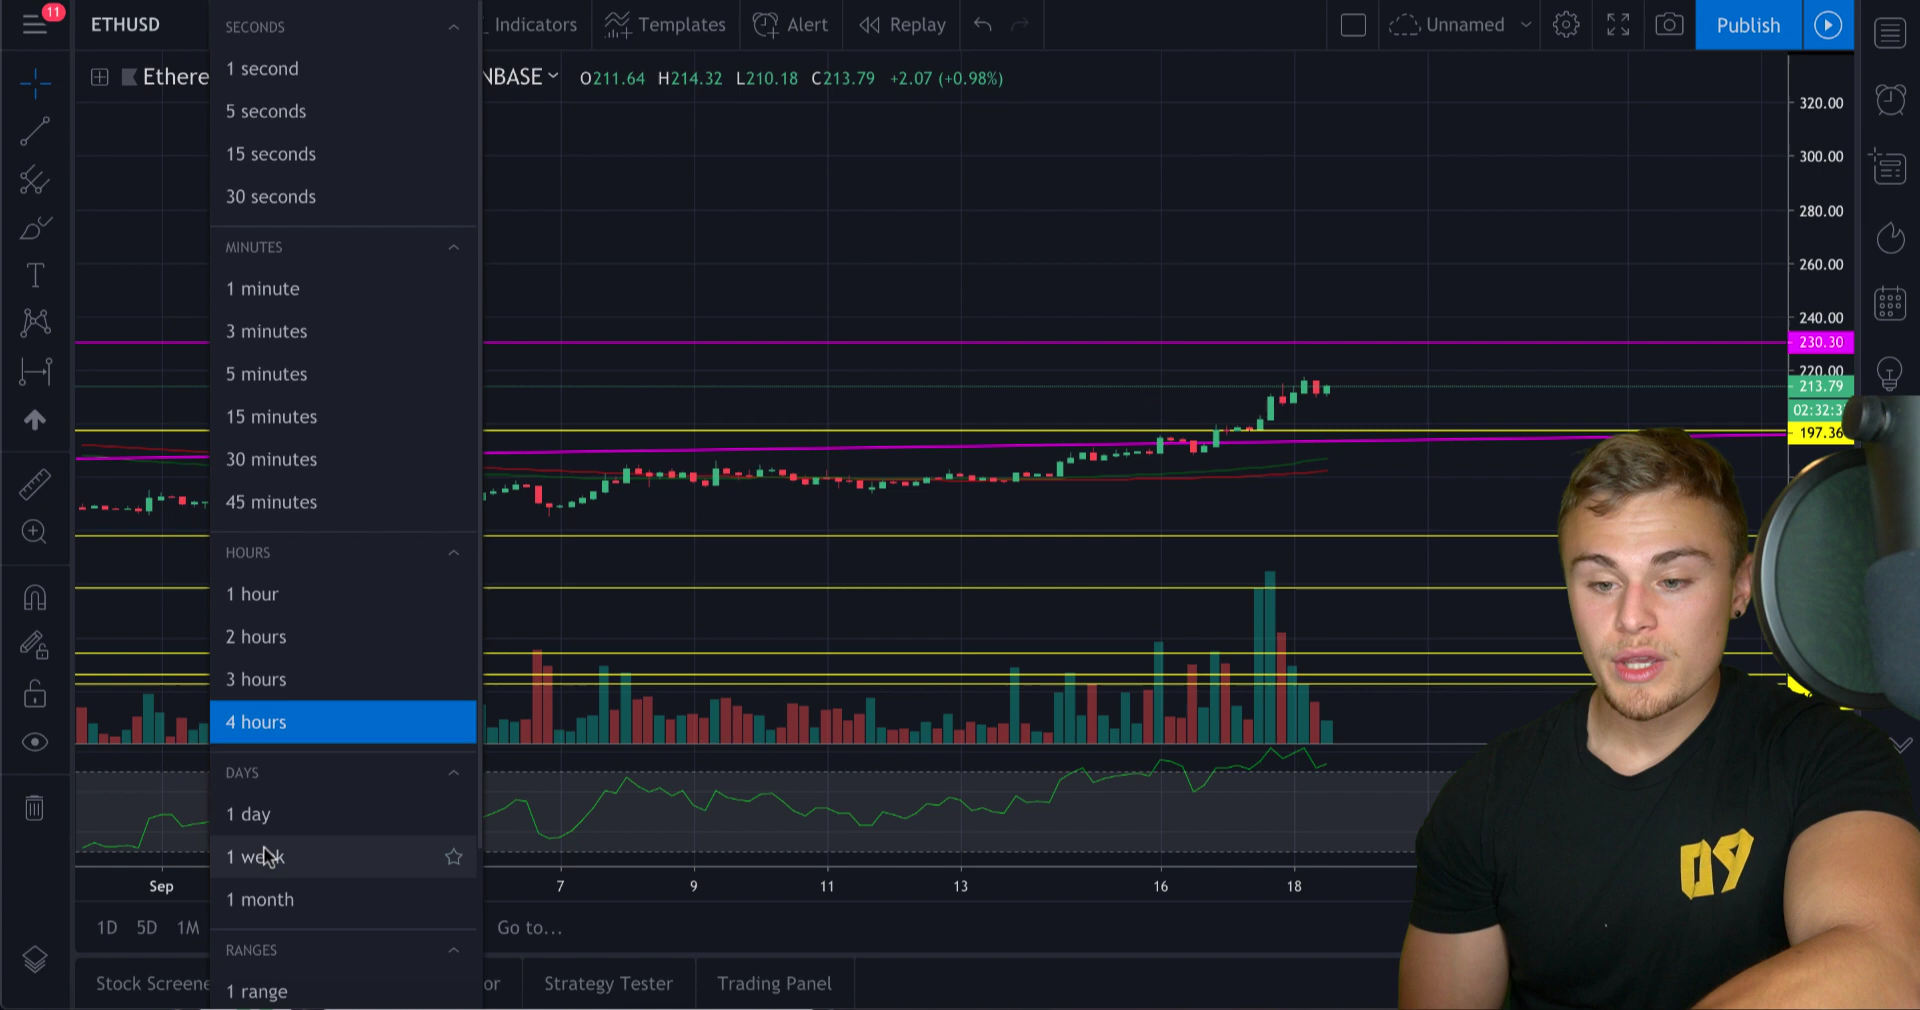 11
ETHUSD
Indicators
Templates
Alert
Replay
Unnamed
Publish
SECONDS
1 second
5 seconds
15 seconds
30 seconds
MINUTES
1 minute
3 minutes
5 minutes
15 minutes
30 minutes
45 minutes
HOURS
1 hour
2 hours
3 hours
4 hours
DAYS
1 day
1 week
1 month
RANGES
1 range
Ethere
NBASE
O211.64 H214.32 L210.18 C213.79 +2.07 (+0.98%)
320.00
300.00
280.00
260.00
240.00
230.30
220.00
213.79
02:32:3
197.36
09
Sep
7
9
11
13
16
18
1D 5D 1M
Go to...
Stock Screene
or
Strategy Tester
Trading Panel